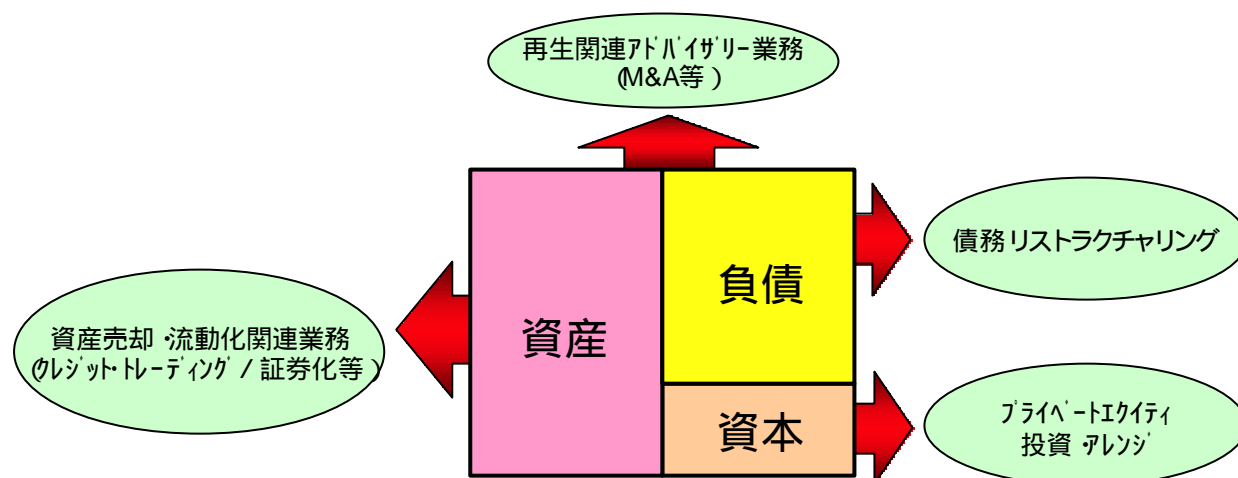 再生関連アドバイザリー業務
(M&A等)
債務リストラクチャリング
負債
資産
資産売却・流動化関連業務
(クレジット・トレーディング / 証券化等)
資本
プライベートエクイティ
投資・アレンジ